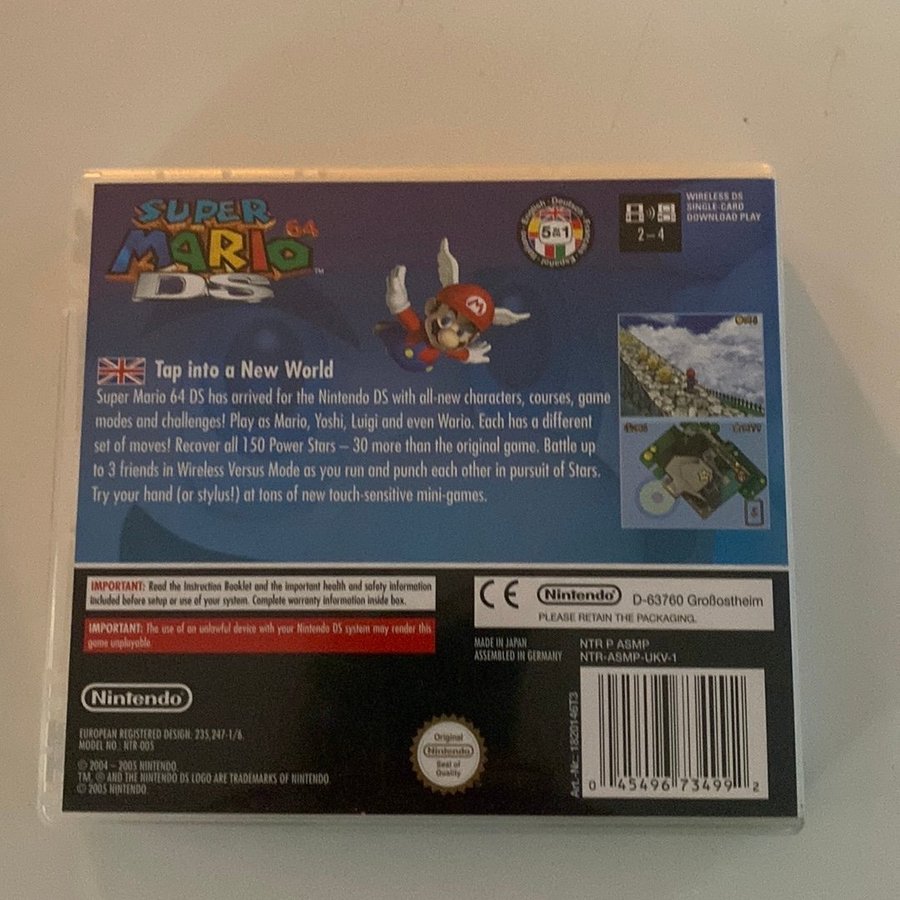 SUPER
MARIO 64
DS
TM
English · Deutsch
Español
5 & 1
WIRELESS DS
SINGLE-CARD
DOWNLOAD PLAY
2-4
M
Tap into a New World
Super Mario 64 DS has arrived for the Nintendo DS with all-new characters, courses, game
modes and challenges! Play as Mario, Yoshi, Luigi and even Wario. Each has a different
set of moves! Recover all 150 Power Stars – 30 more than the original game. Battle up
to 3 friends in Wireless Versus Mode as you run and punch each other in pursuit of Stars.
Try your hand (or stylus!) at tons of new touch-sensitive mini-games.
IMPORTANT: Read the Instruction Booklet and the important health and safety information
included before setup or use of your system. Complete warranty information inside box.
IMPORTANT: The use of an unlawful device with your Nintendo DS system may render this
game unplayable.
CE Nintendo D-63760 Großostheim
PLEASE RETAIN THE PACKAGING.
MADE IN JAPAN
ASSEMBLED IN GERMANY
NTR P ASMP
NTR-ASMP-UKV-1
Nintendo
EUROPEAN REGISTERED DESIGN: 235,247-1/6.
MODEL NO.: NTR-005
© 2004 – 2005 NINTENDO.
TM, ® AND THE NINTENDO DS LOGO ARE TRADEMARKS OF NINTENDO.
© 2005 NINTENDO.
Original
Nintendo
Seal of
Quality
Art.-Nr.: 1820146T3
0 45496 73499 2